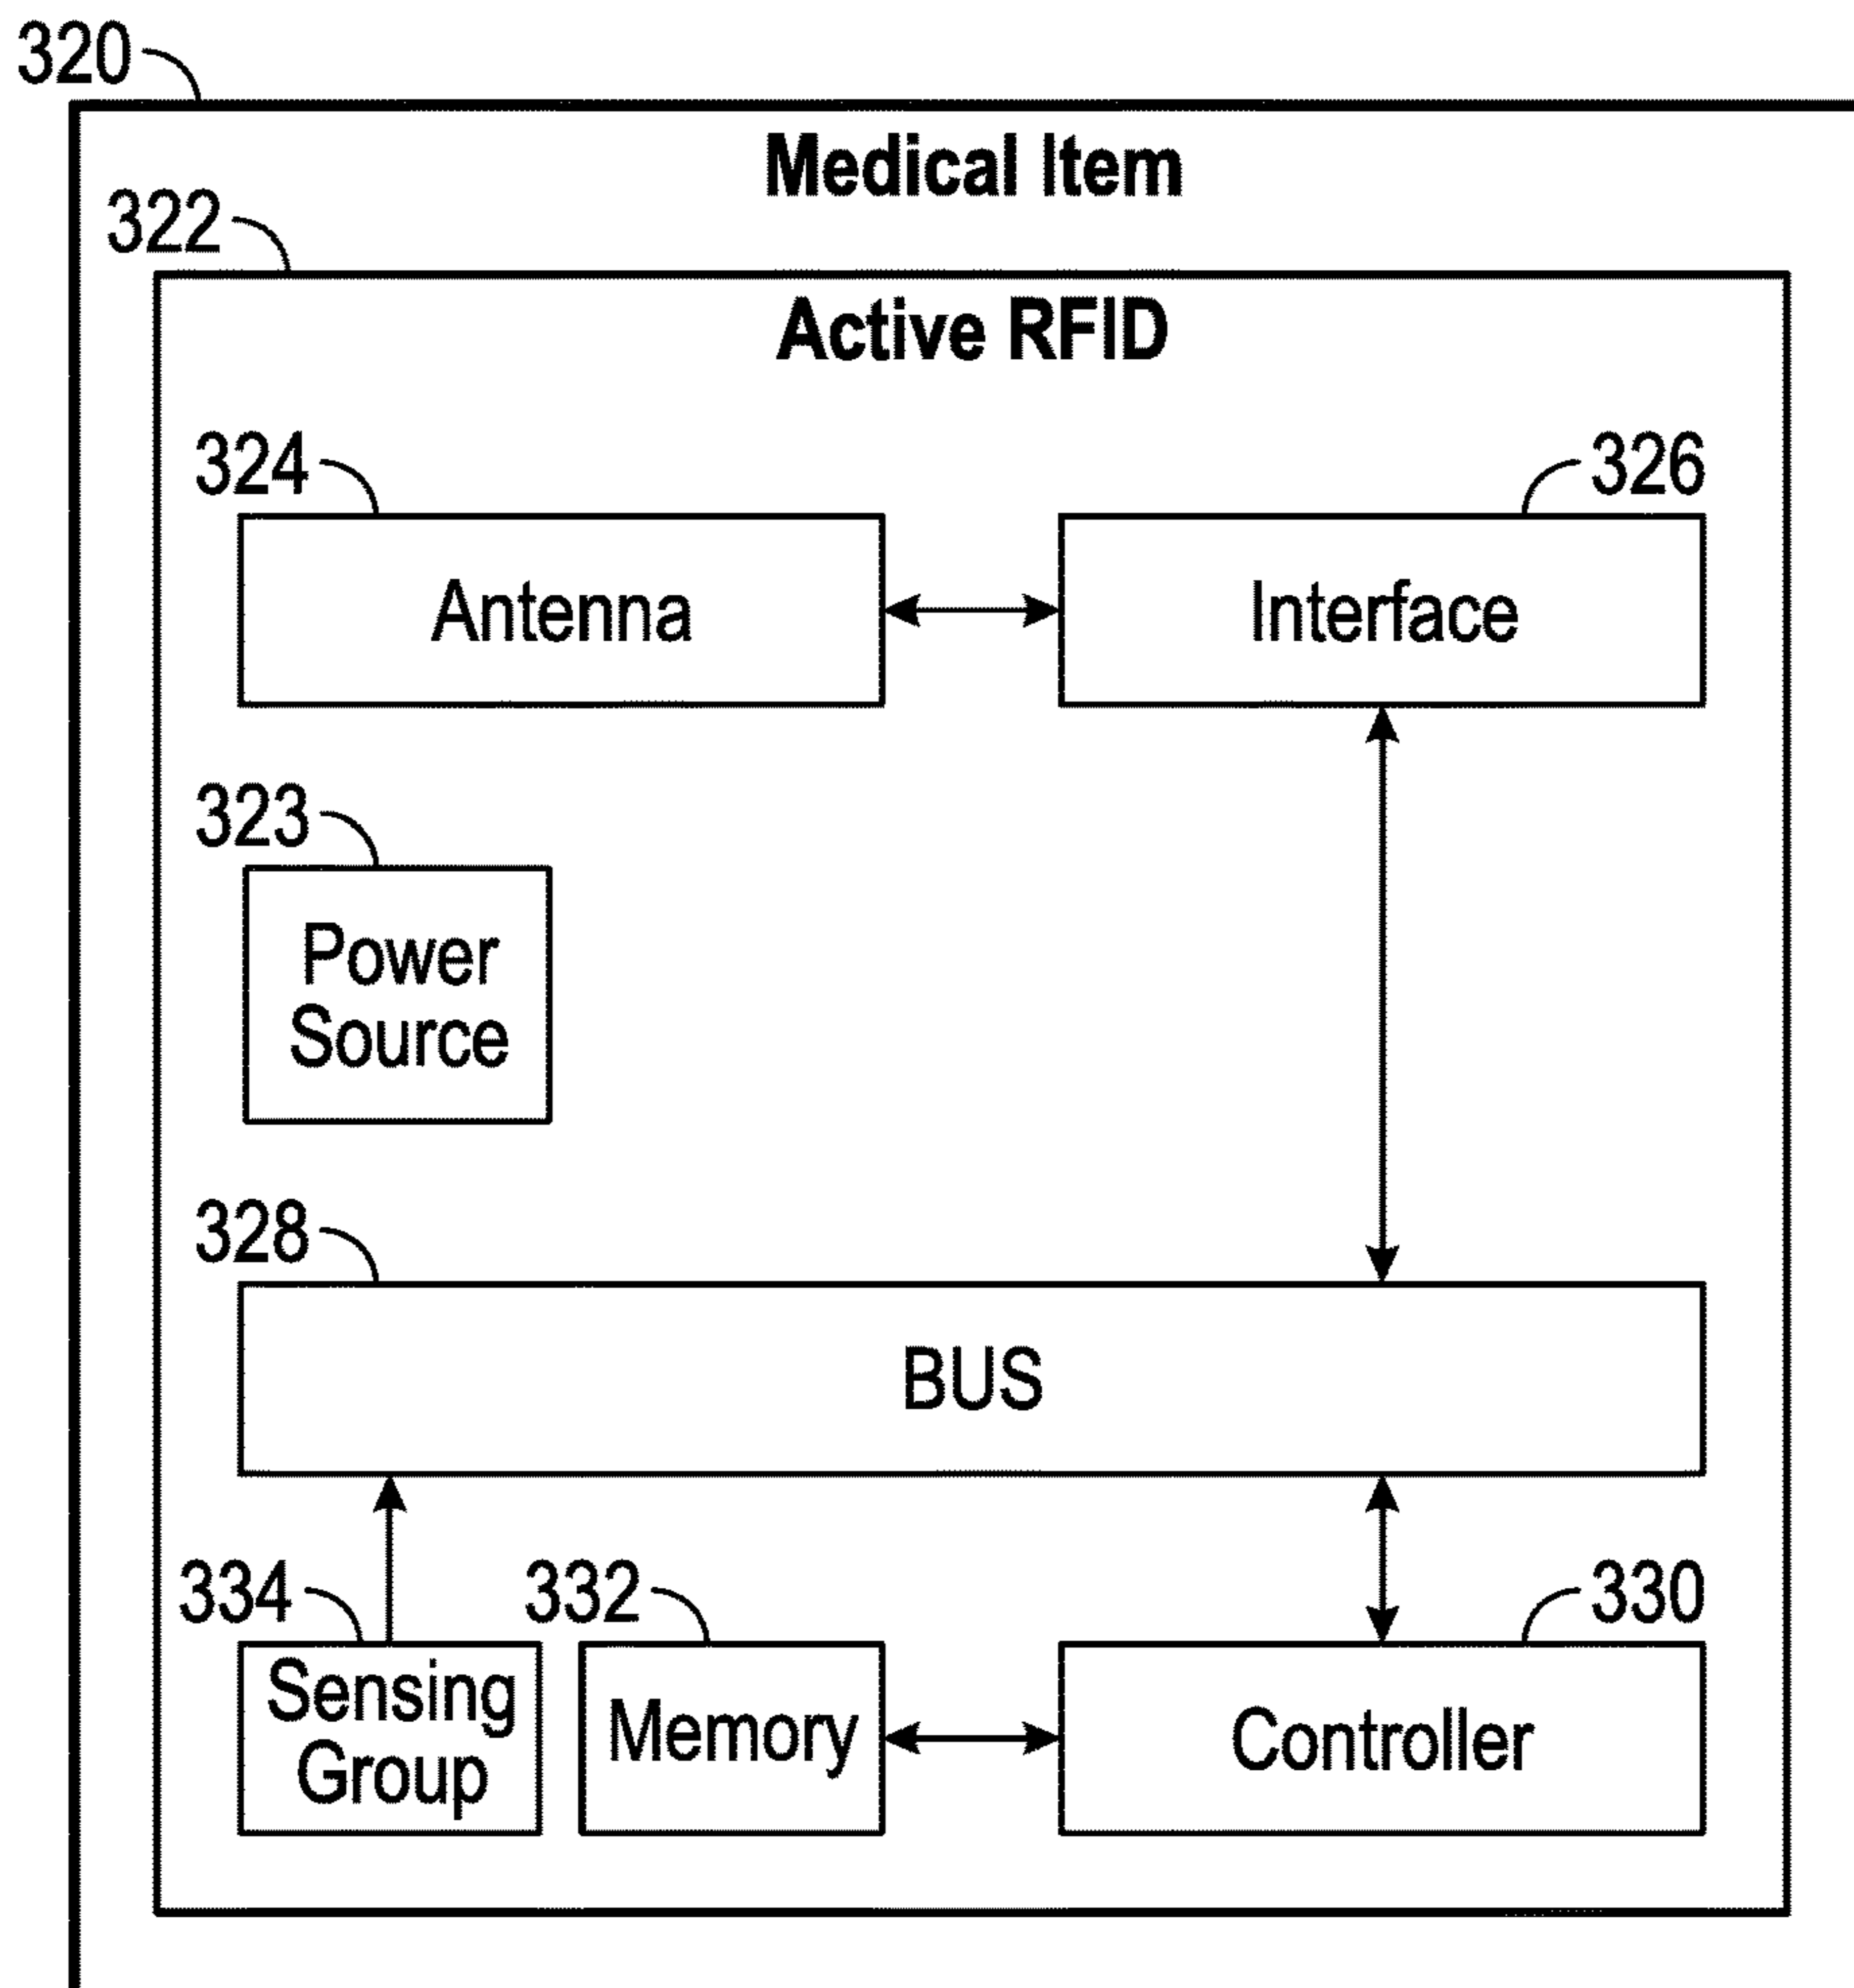 320
Medical Item
322
Active RFID
324
326
Antenna
Interface
323
Power
Source
328
BUS
334
332
330
Sensing
Group
Memory
Controller